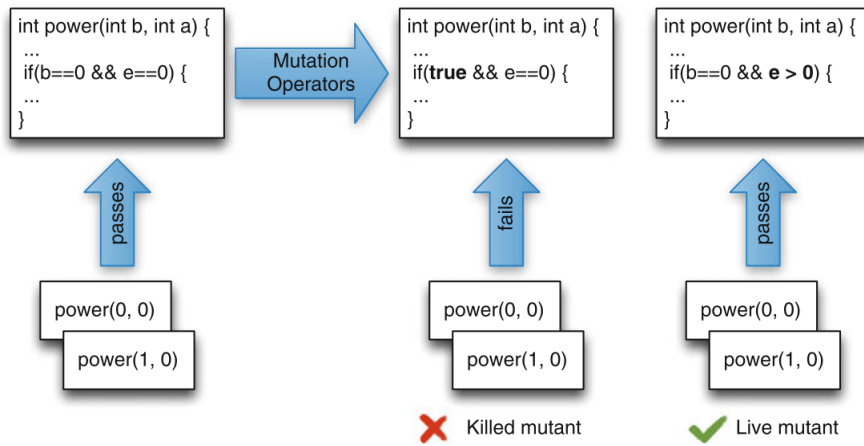 int power(int b, int a) {
...
if(b==0 && e==0) {
...
}
Mutation
Operators
int power(int b, int a) {
...
if(true && e==0) {
...
}
int power(int b, int a) {
...
if(b==0 && e > 0) {
...
}
passes
fails
passes
power(0, 0)
power(1, 0)
power(0, 0)
power(1, 0)
power(0, 0)
power(1, 0)
Killed mutant
Live mutant